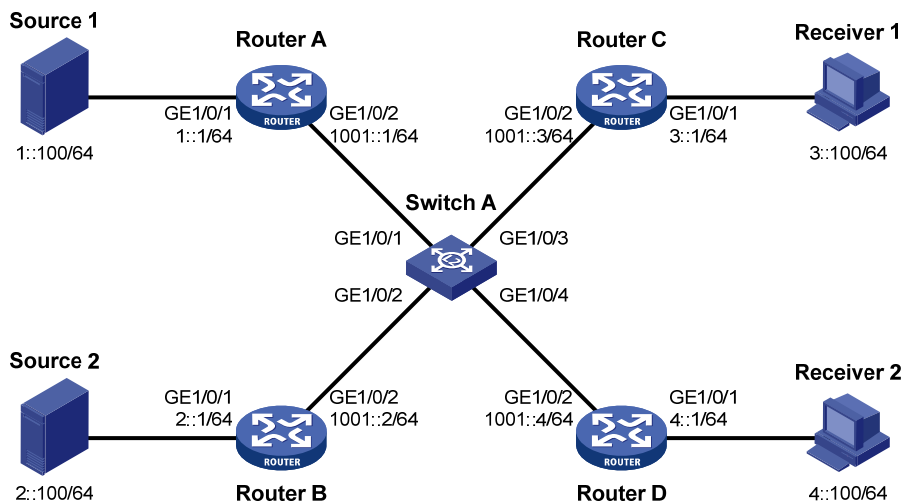 Source 1
Router A
GE1/0/1
1::1/64
GE1/0/2
1001::1/64
ROUTER
1::100/64
Router C
GE1/0/2
1001::3/64
GE1/0/1
3::1/64
ROUTER
Receiver 1
3::100/64
Switch A
GE1/0/1
GE1/0/3
GE1/0/2
GE1/0/4
Source 2
GE1/0/1
2::1/64
GE1/0/2
1001::2/64
ROUTER
2::100/64
Router B
GE1/0/2
1001::4/64
GE1/0/1
4::1/64
ROUTER
Router D
Receiver 2
4::100/64